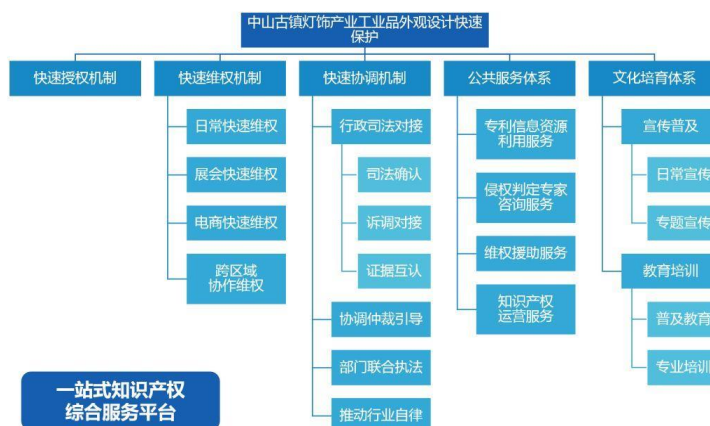 中山古镇灯饰产业工业品外观设计快速
保护
快速授权机制
快速维权机制
快速协调机制
公共服务体系
文化培育体系
日常快速维权
展会快速维权
电商快速维权
跨区域
协作维权
行政司法对接
司法确认
诉调对接
证据互认
协调仲裁引导
部门联合执法
推动行业自律
专利信息资源
利用服务
侵权判定专家
咨询服务
维权援助服务
知识产权
运营服务
宣传普及
日常宣传
专题宣传
教育培训
普及教育
专业培训
一站式知识产权
综合服务平台